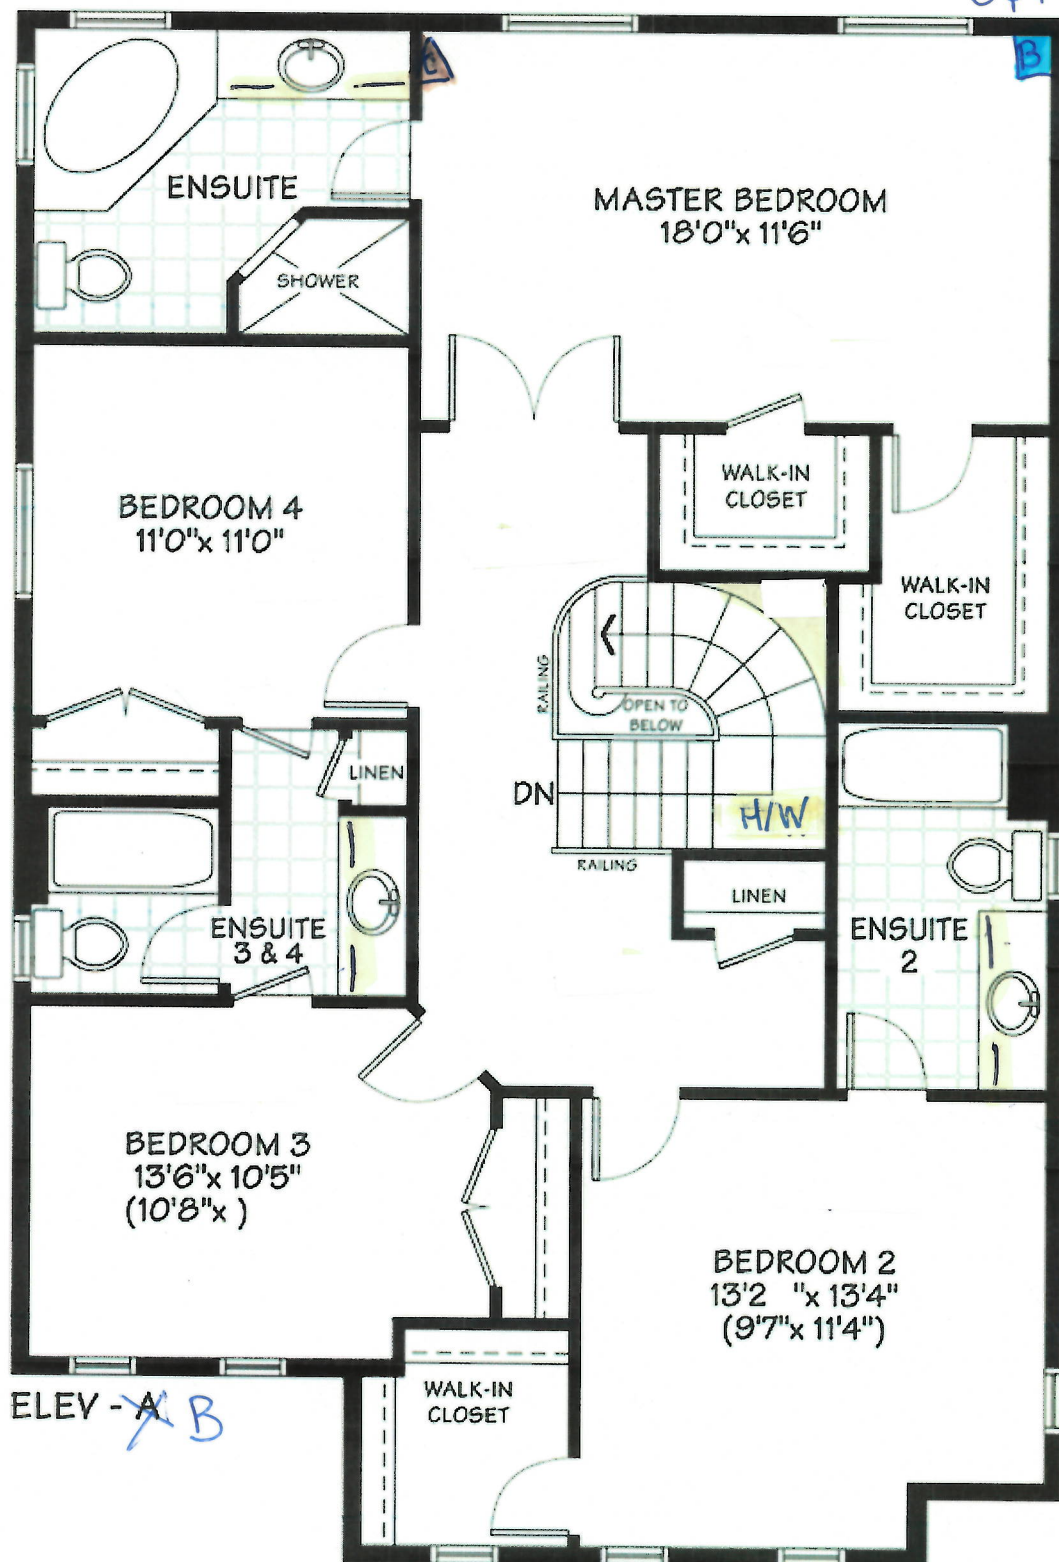 C
B
ENSUITE
MASTER BEDROOM
18'0"x 11'6"
SHOWER
BEDROOM 4
11'0"x 11'0"
WALK-IN
CLOSET
WALK-IN
CLOSET
RAILING
OPEN TO
BELOW
LINEN
DN
H/W
RAILING
LINEN
ENSUITE
3 & 4
ENSUITE
2
BEDROOM 3
13'6"x 10'5"
(10'8"x )
BEDROOM 2
13'2 "x 13'4"
(9'7"x 11'4")
WALK-IN
CLOSET
ELEV - A B